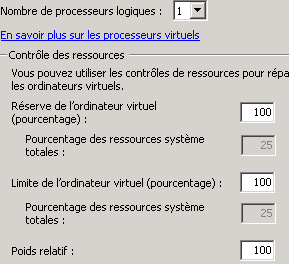 Nombre de processeurs logiques : 1
En savoir plus sur les processeurs virtuels
Contrôle des ressources
Vous pouvez utiliser les contrôles de ressources pour répa
les ordinateurs virtuels.
Réserve de l'ordinateur virtuel
(pourcentage) : 100
Pourcentage des ressources système
totales : 25
Limite de l'ordinateur virtuel (pourcentage) : 100
Pourcentage des ressources système
totales : 25
Poids relatif : 100